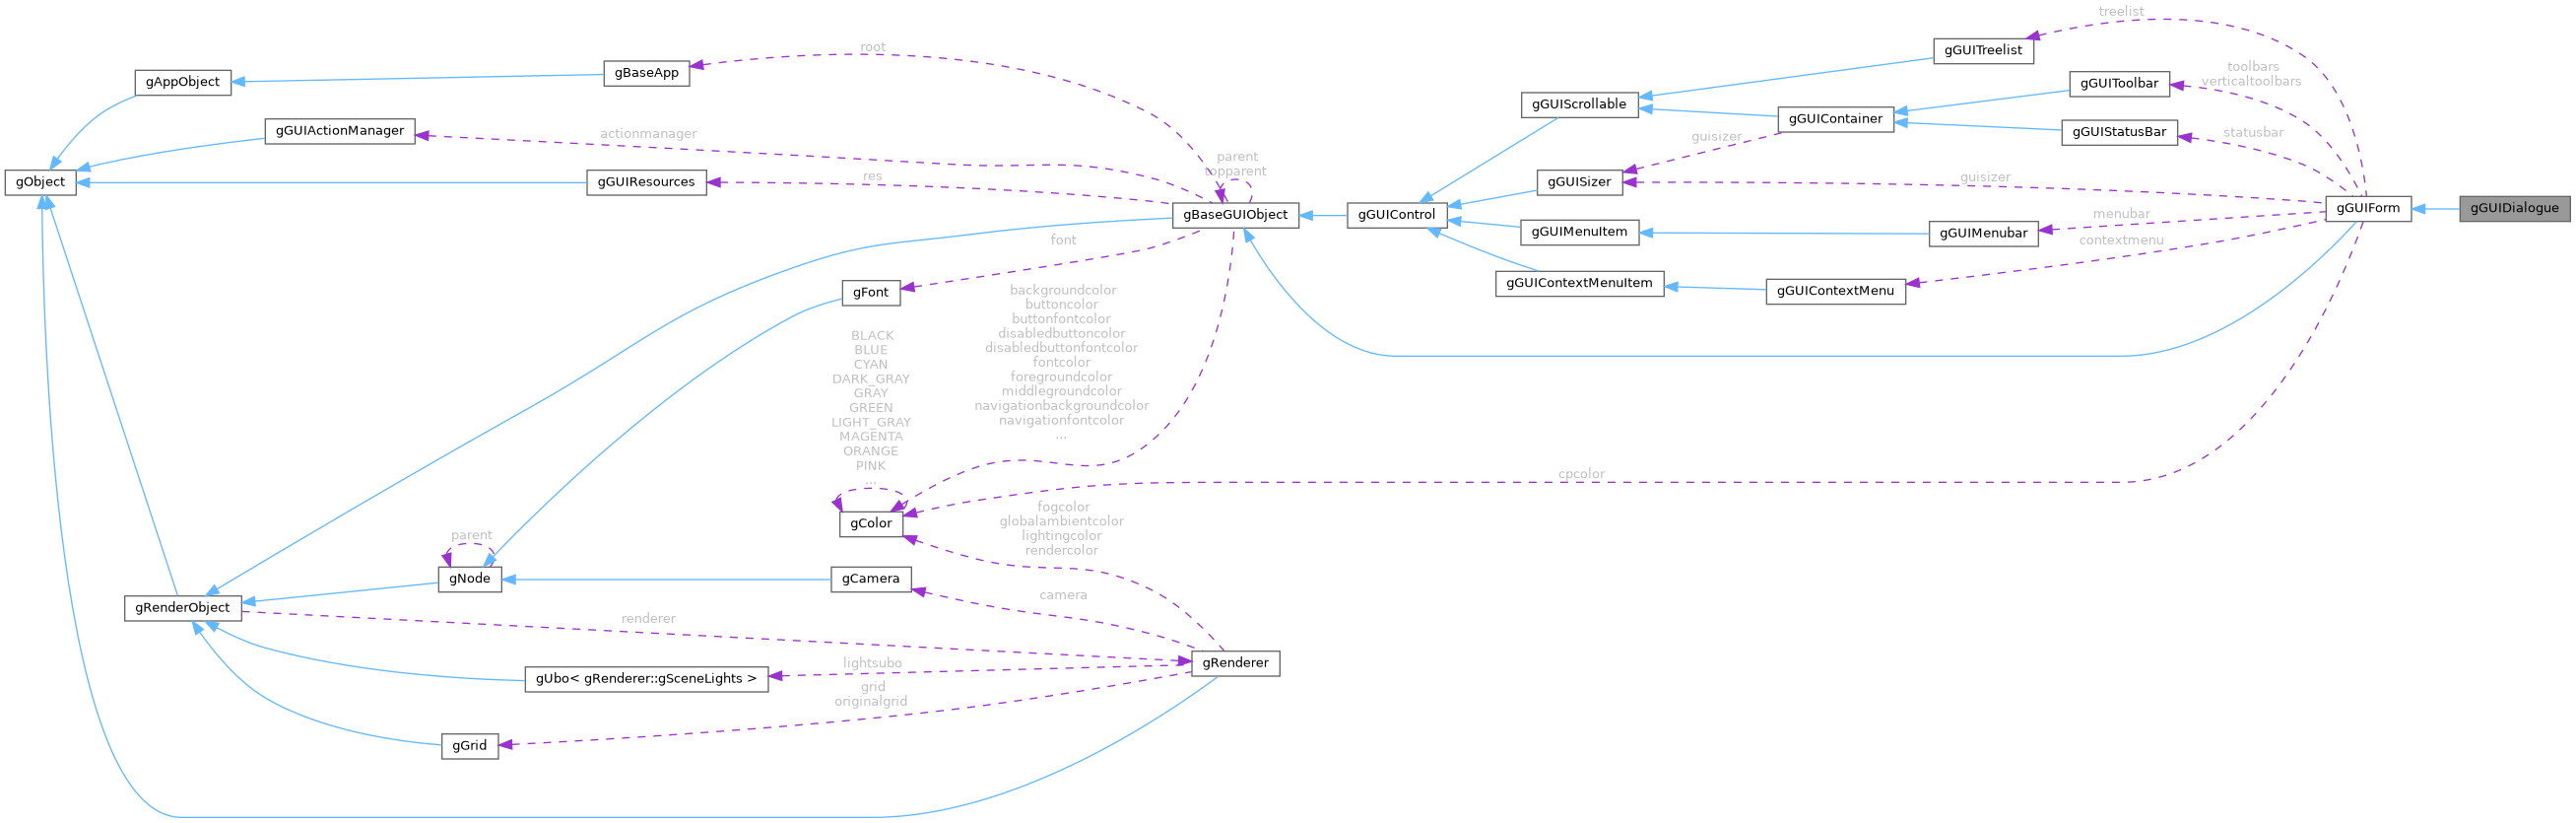 treelist
root
gGUITreelist
gBaseApp
gAppObject
toolbars
verticaltoolbars
gGUIToolbar
gGUIScrollable
gGUIContainer
gGUIActionManager
actionmanager
guisizer
gGUIStatusBar
statusbar
parent
topparent
gObject
gGUIResources
res
gGUISizer
guisizer
gBaseGUIObject
gGUIControl
gGUIForm
gGUIDialogue
menubar
gGUIMenuItem
gGUIMenubar
font
contextmenu
gGUIContextMenuItem
gGUIContextMenu
gFont
backgroundcolor
buttoncolor
buttonfontcolor
disabledbuttoncolor
disabledbuttonfontcolor
fontcolor
foregroundcolor
middlegroundcolor
navigationbackgroundcolor
navigationfontcolor
...
BLACK
BLUE
CYAN
DARK_GRAY
GRAY
GREEN
LIGHT_GRAY
MAGENTA
ORANGE
PINK
...
cpcolor
gColor
fogcolor
globalambientcolor
lightingcolor
rendercolor
parent
gNode
gCamera
camera
gRenderObject
renderer
gRenderer
lightsubo
gUbo< gRenderer::gSceneLights >
grid
originalgrid
gGrid